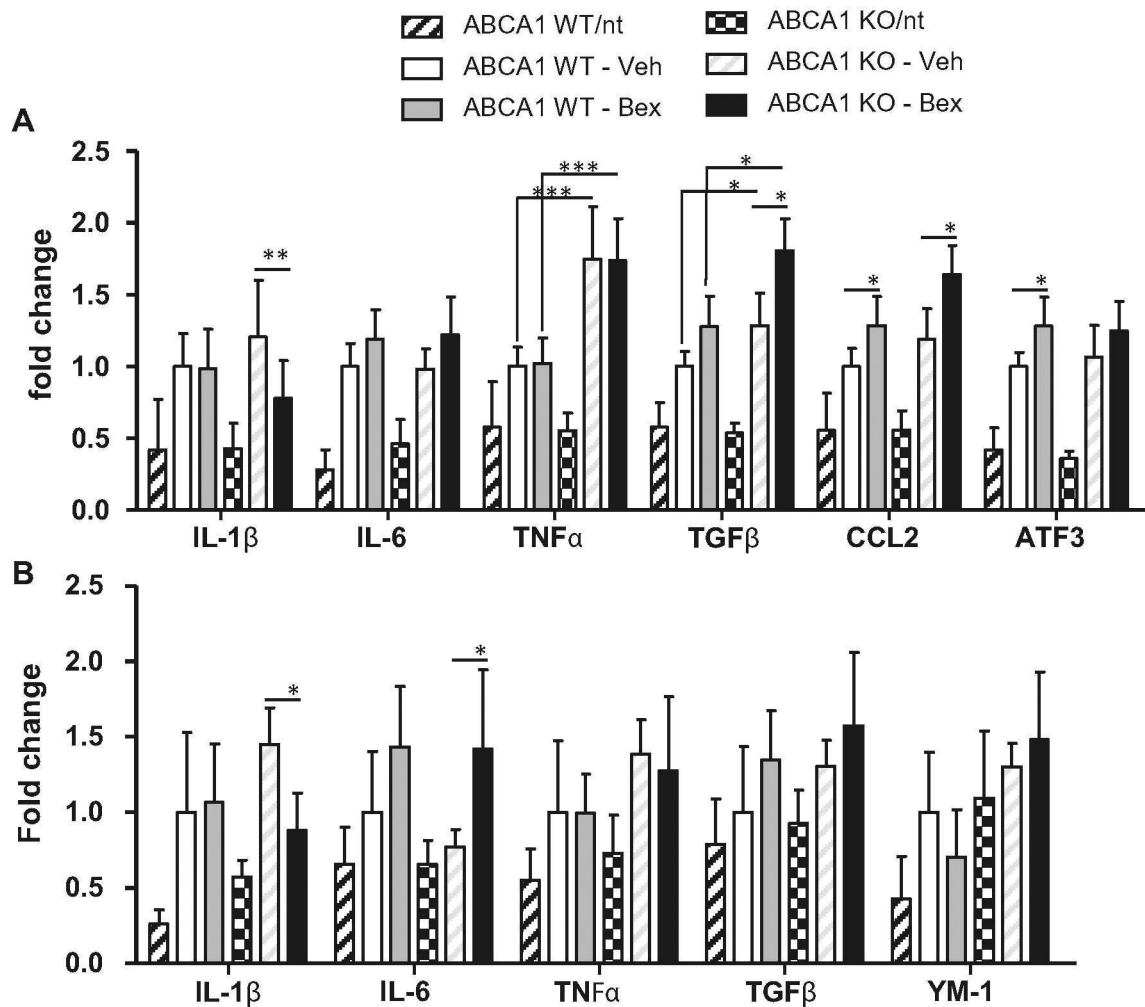 ABCA1 WT/nt ABCA1 KO/nt
ABCA1 WT - Veh ABCA1 KO - Veh
ABCA1 WT - Bex ABCA1 KO - Bex
A
fold change
2.5
2.0
1.5
1.0
0.5
0.0
** *** *** * * * * * *
IL-1β IL-6 TNFα TGFβ CCL2 ATF3
B
Fold change
2.5
2.0
1.5
1.0
0.5
0.0
* *
IL-1β IL-6 TNFα TGFβ YM-1